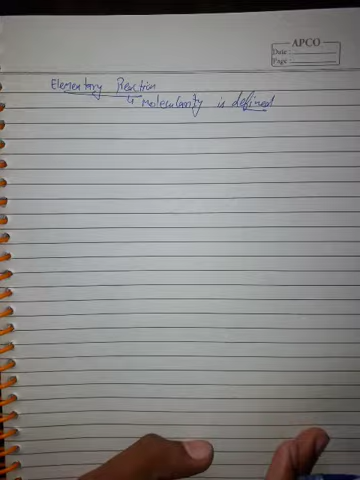 APCO
Date :
Page :
Elementary Reaction
↳ Molecularity is defined